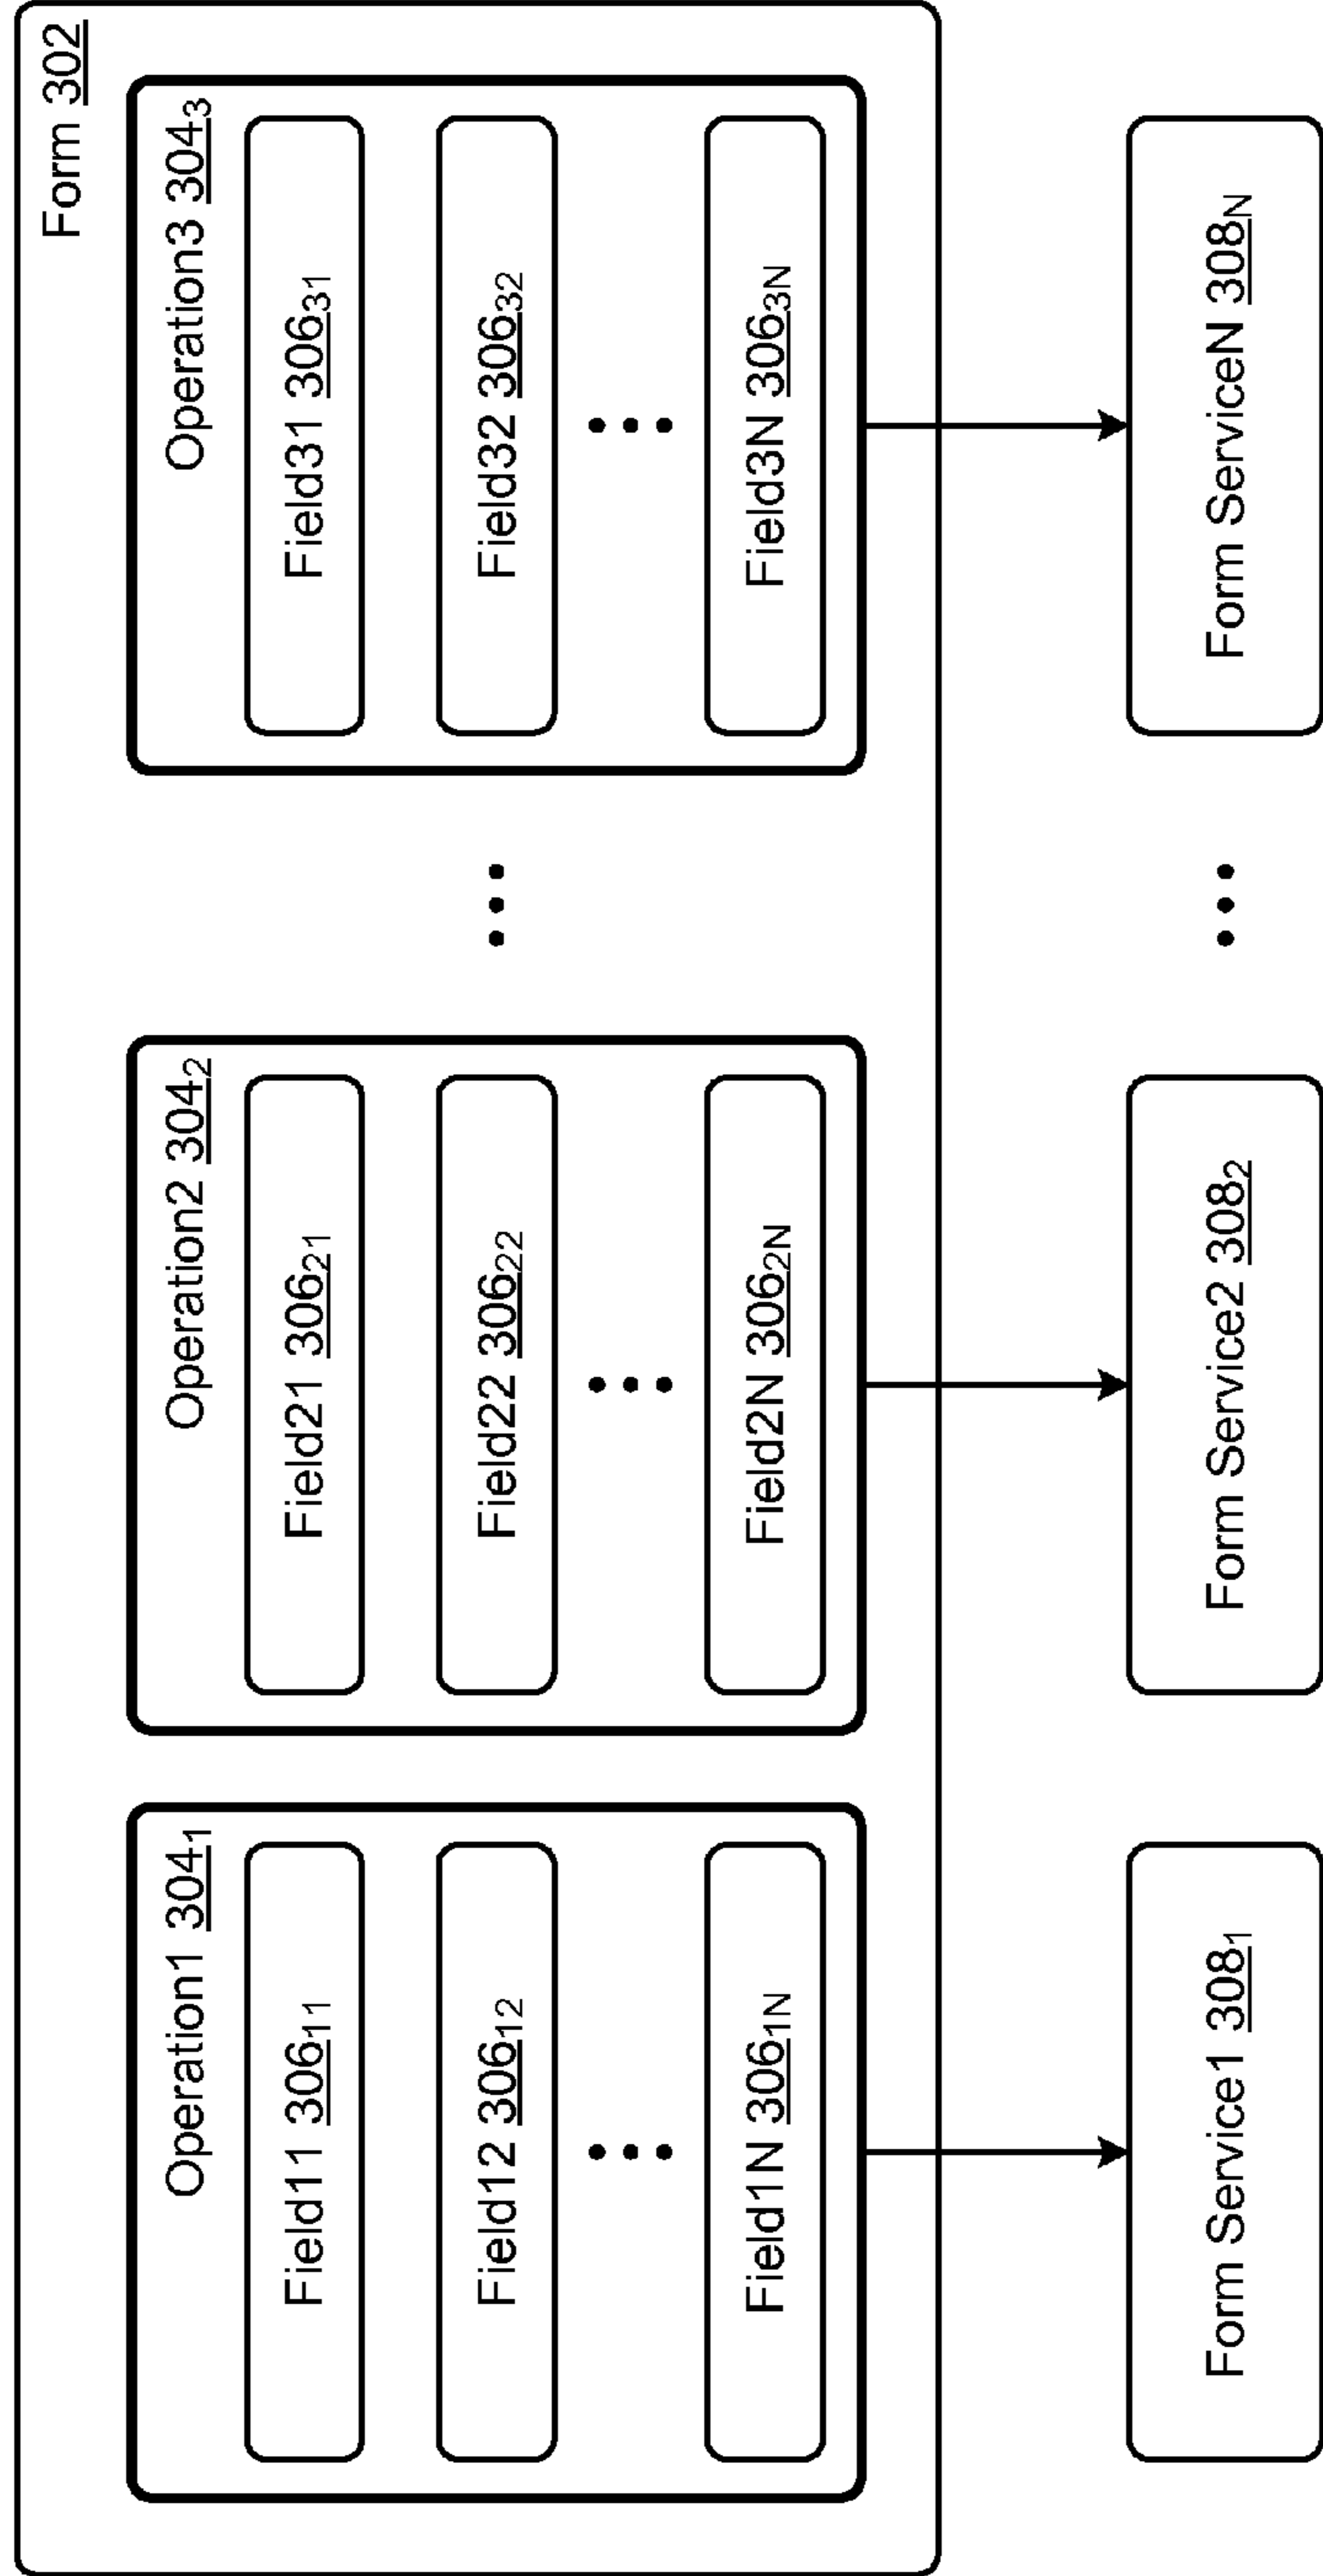 Form 302
Operation1 304₁
Field11 306₁₁
Field12 306₁₂
Field1N 306₁N
Operation2 304₂
Field21 306₂₁
Field22 306₂₂
Field2N 306₂N
Operation3 304₃
Field31 306₃₁
Field32 306₃₂
Field3N 306₃N
Form Service1 308₁
Form Service2 308₂
Form ServiceN 308N